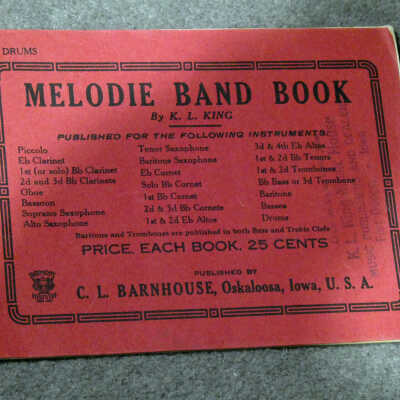 DRUMS
MELODIE BAND BOOK
By K. L. KING
PUBLISHED FOR THE FOLLOWING INSTRUMENTS:
Piccolo
Eb Clarinet
1st (or solo) Bb Clarinet
2d and 3d Bb Clarinets
Oboe
Bassoon
Soprano Saxophone
Alto Saxophone
Tenor Saxophone
Baritone Saxophone
Eb Cornet
Solo Bb Cornet
1st Bb Cornet
2d & 3d Bb Cornets
1st & 2d Eb Altos
3d & 4th Eb Altos
1st & 2d Bb Tenors
1st & 2d Trombones
Bb Bass or 3d Trombone
Baritone
Basses
Drums
Baritone and Trombones are published in both Bass and Treble Clefs
PRICE, EACH BOOK, 25 CENTS
PUBLISHED BY
C. L. BARNHOUSE, Oskaloosa, Iowa, U. S. A.